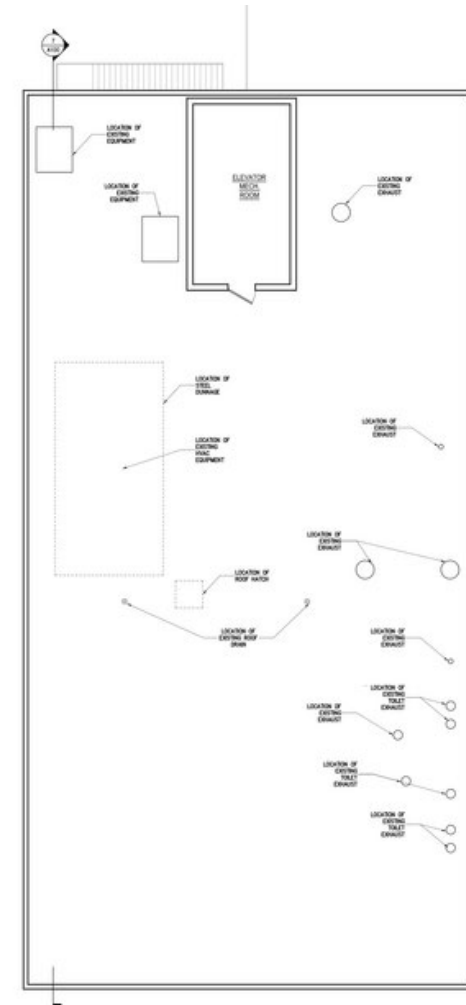 7
A100
LOCATION OF
EXISTING
EQUIPMENT
LOCATION OF
EXISTING
EQUIPMENT
ELEVATOR
MECH.
ROOM
LOCATION OF
EXISTING
EXHAUST
LOCATION OF
STEEL
DUNNAGE
LOCATION OF
EXISTING
HVAC
EQUIPMENT
LOCATION OF
EXISTING
EXHAUST
LOCATION OF
EXISTING
EXHAUST
LOCATION OF
ROOF HATCH
LOCATION OF
EXISTING ROOF
DRAIN
LOCATION OF
EXISTING
EXHAUST
LOCATION OF
EXISTING
TOILET
EXHAUST
LOCATION OF
EXISTING
EXHAUST
LOCATION OF
EXISTING
TOILET
EXHAUST
LOCATION OF
EXISTING
TOILET
EXHAUST